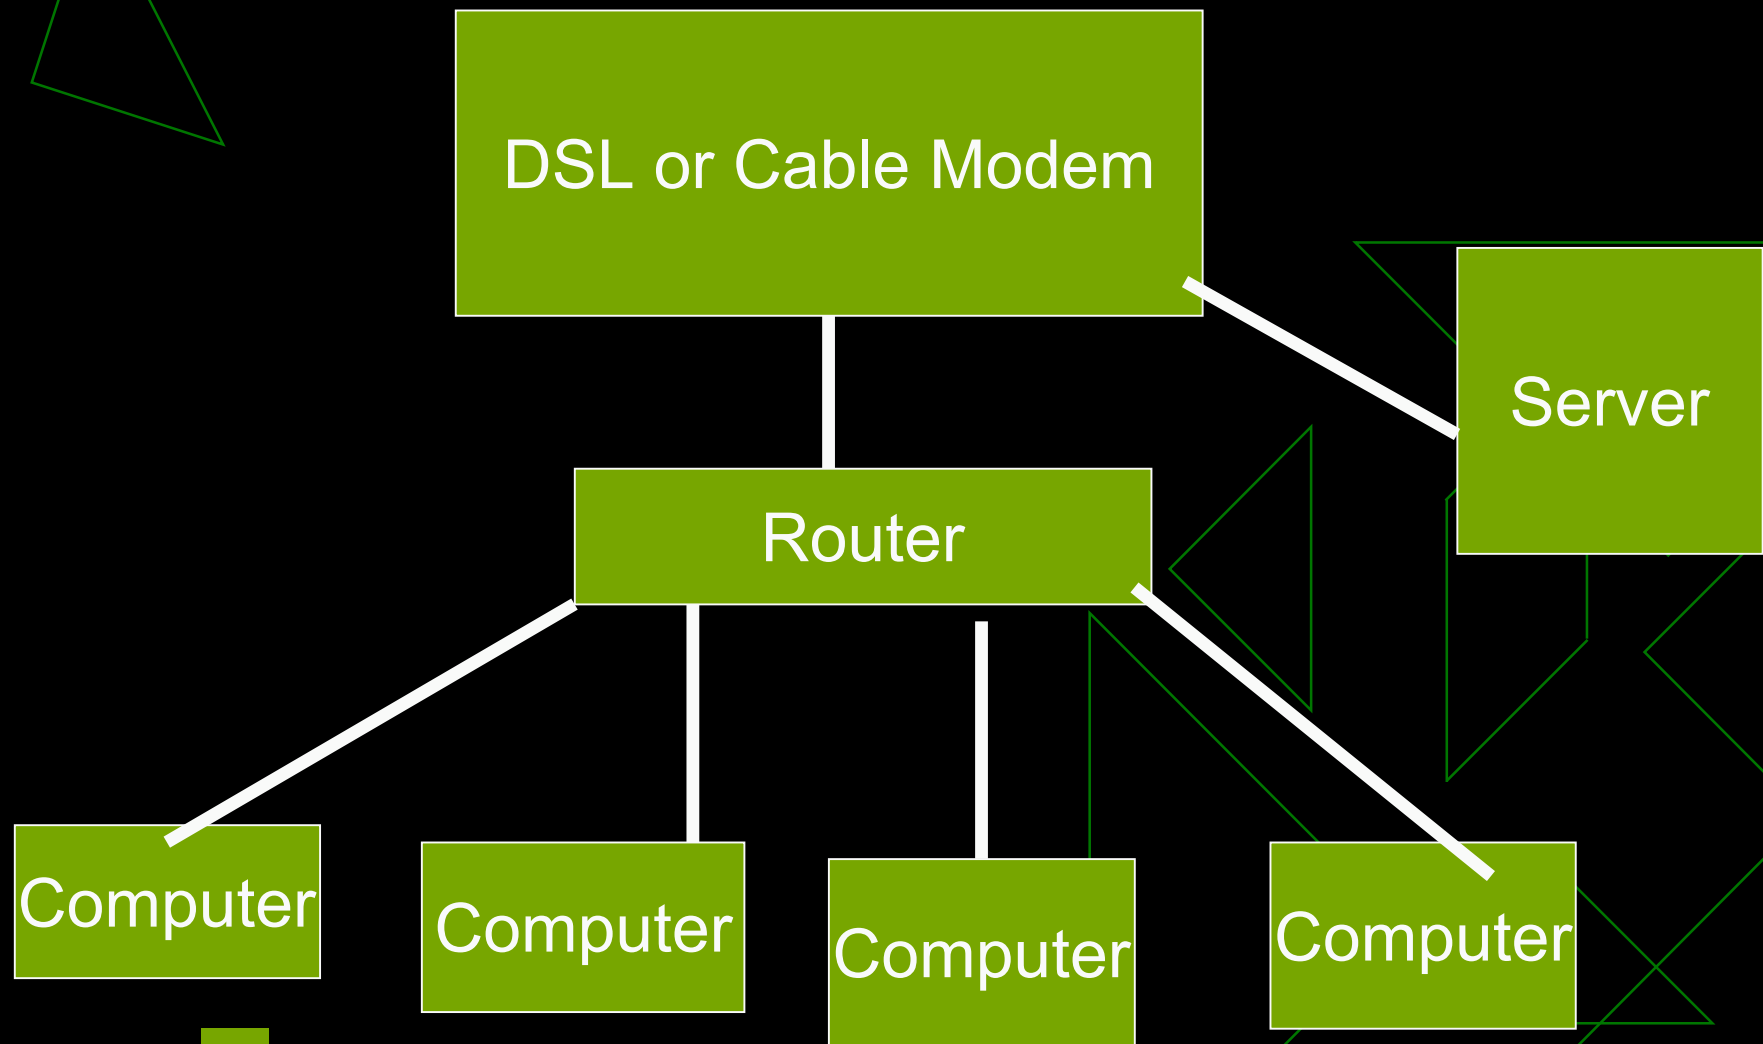 DSL or Cable Modem
Server
Router
Computer
Computer
Computer
Computer